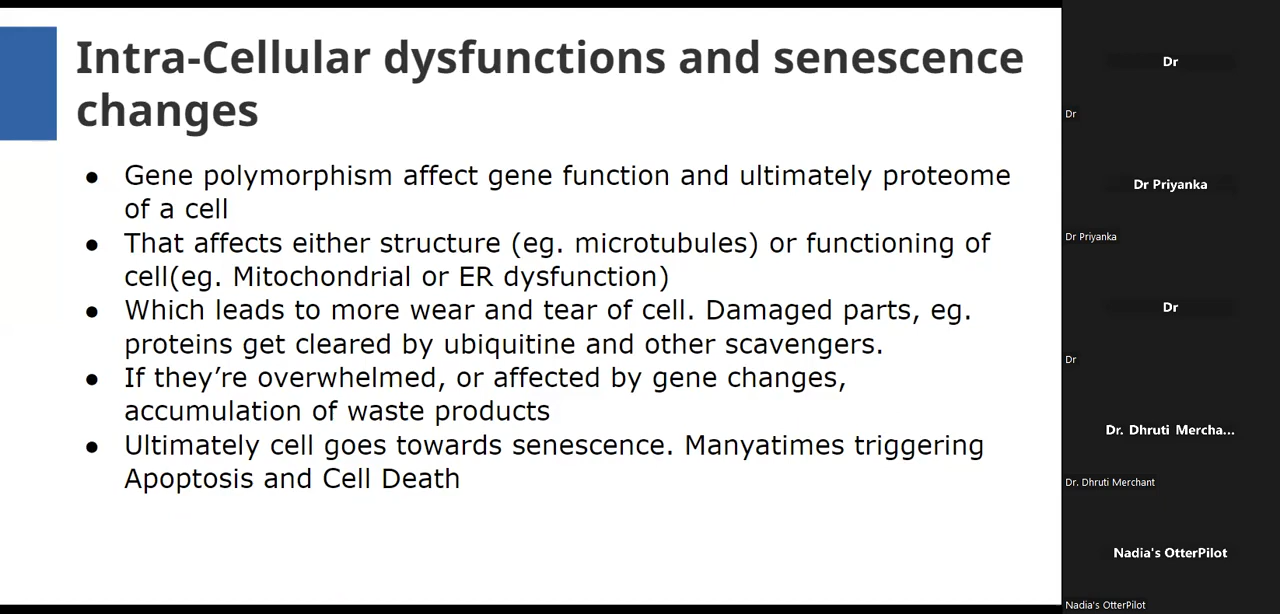 Intra-Cellular dysfunctions and senescence
changes
● Gene polymorphism affect gene function and ultimately proteome
of a cell
● That affects either structure (eg. microtubules) or functioning of
cell(eg. Mitochondrial or ER dysfunction)
● Which leads to more wear and tear of cell. Damaged parts, eg.
proteins get cleared by ubiquitine and other scavengers.
● If they’re overwhelmed, or affected by gene changes,
accumulation of waste products
● Ultimately cell goes towards senescence. Manyatimes triggering
Apoptosis and Cell Death
Dr
Dr
Dr Priyanka
Dr Priyanka
Dr
Dr
Dr. Dhruti Mercha...
Dr. Dhruti Merchant
Nadia's OtterPilot
Nadia's OtterPilot